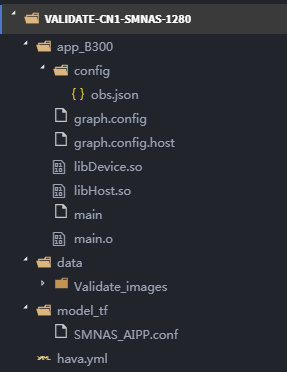 VALIDATE-CN1-SMNAS-1280
app_B300
config
{ } obs.json
graph.config
graph.config.host
libDevice.so
libHost.so
main
main.o
data
Validate_images
model_tf
SMNAS_AIPP.conf
hava.yml